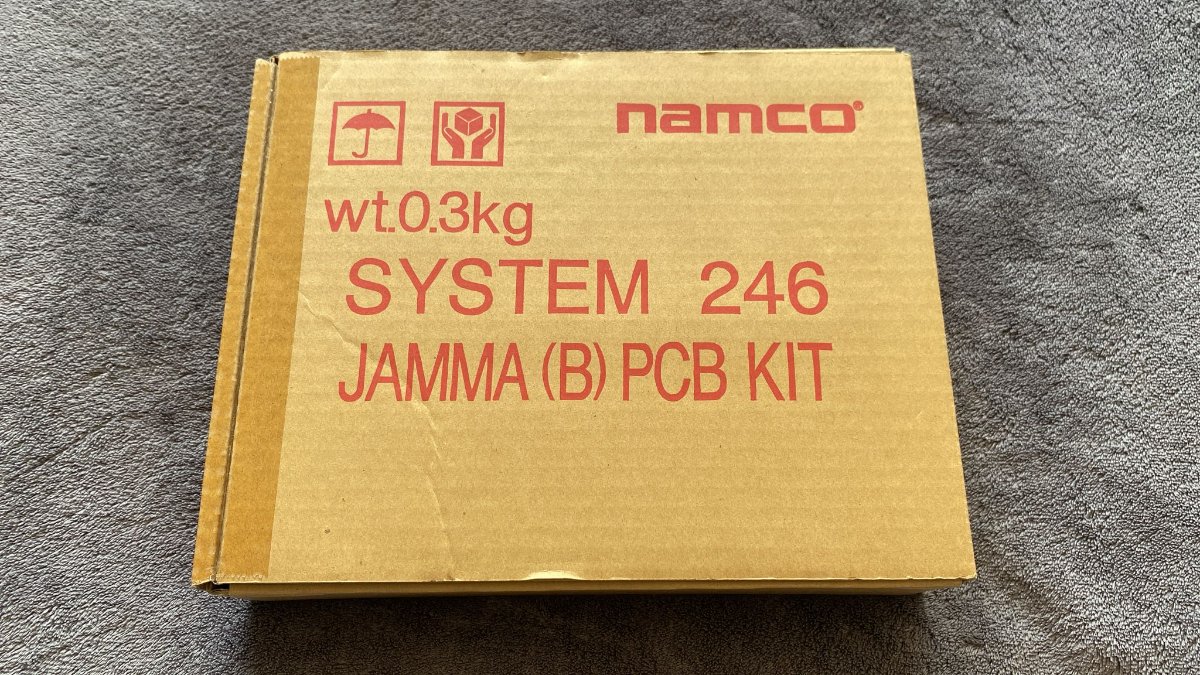 namco®
wt.0.3kg
SYSTEM 246
JAMMA (B) PCB KIT